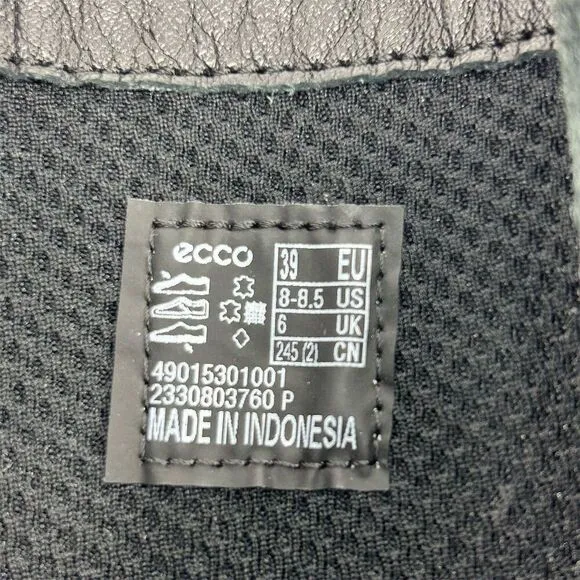 ecco
39 EU
8-8.5 US
6 UK
245 (2) CN
49015301001
2330803760 P
MADE IN INDONESIA